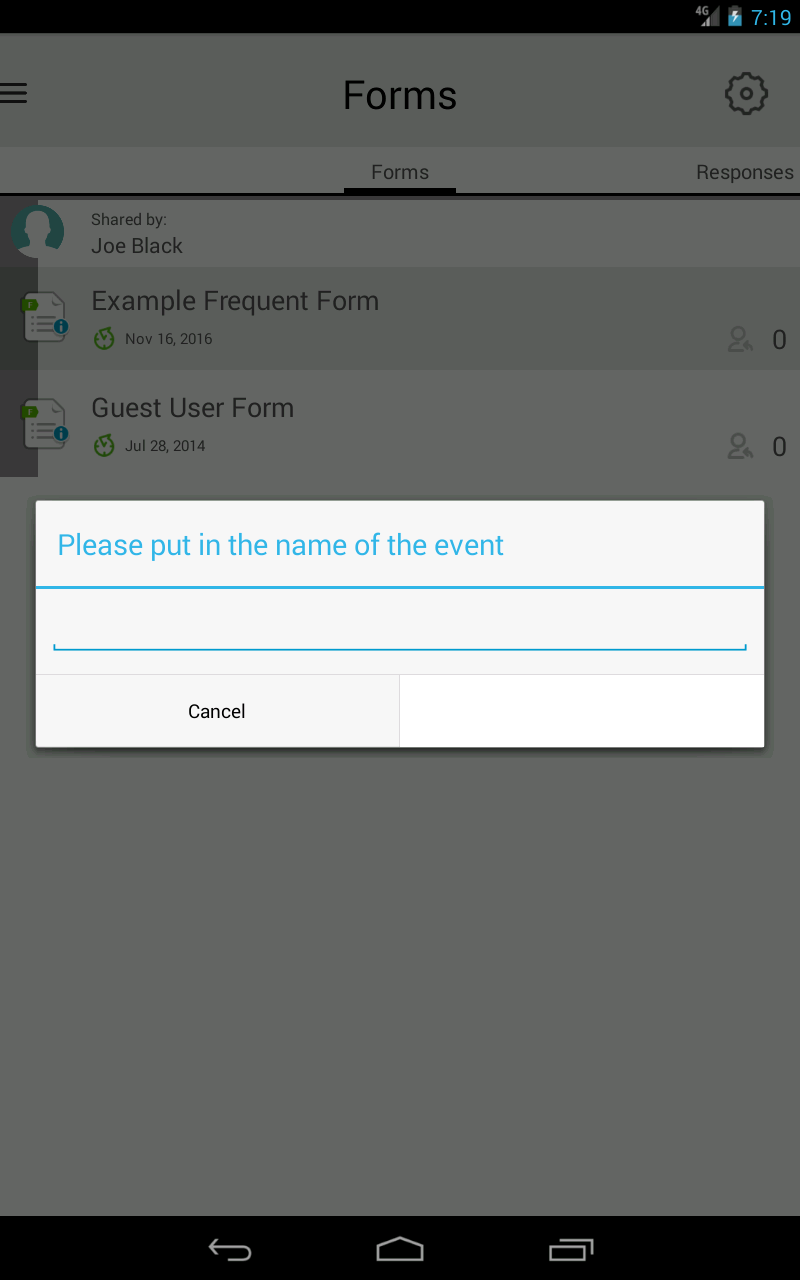 4G 7:19
Forms
Forms Responses
Shared by:
Joe Black
Example Frequent Form
Nov 16, 2016 0
Guest User Form
Jul 28, 2014 0
Please put in the name of the event
Cancel